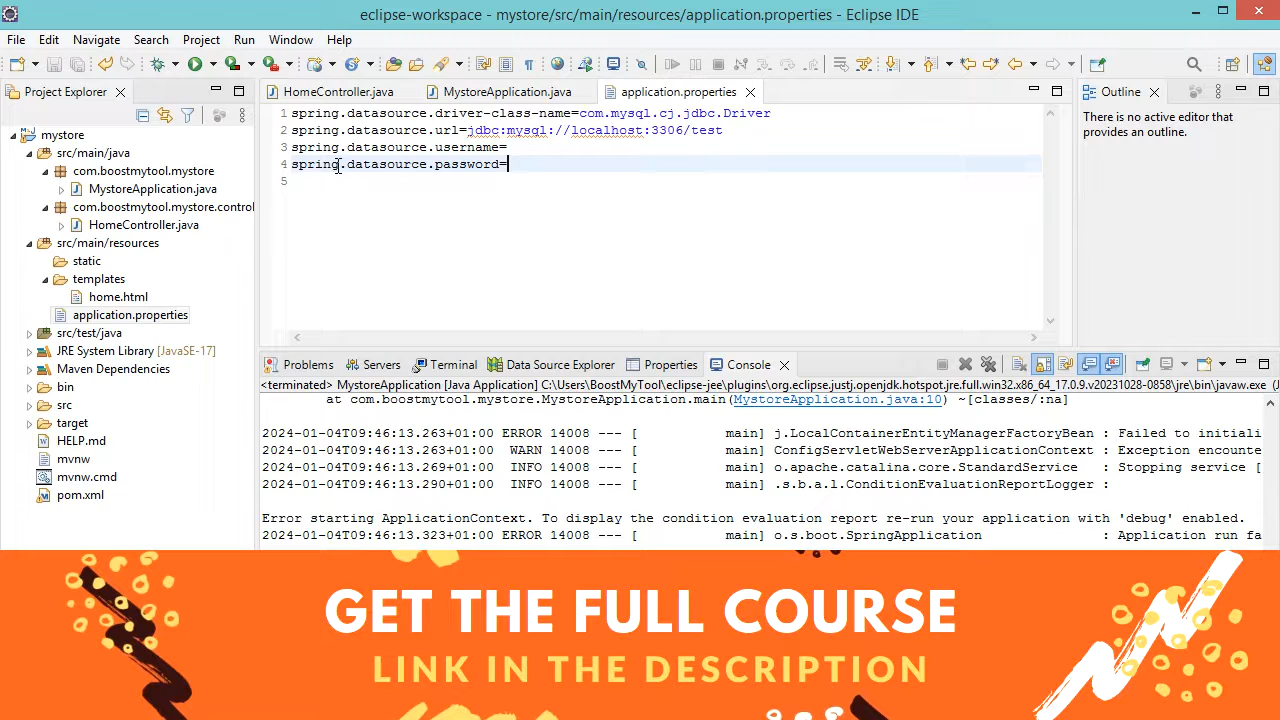 eclipse-workspace - mystore/src/main/resources/application.properties - Eclipse IDE
File Edit Navigate Search Project Run Window Help
Project Explorer
HomeController.java
MystoreApplication.java
application.properties
Outline
There is no active editor that
provides an outline.
mystore
src/main/java
com.boostmytool.mystore
MystoreApplication.java
com.boostmytool.mystore.control
HomeController.java
src/main/resources
static
templates
home.html
application.properties
src/test/java
JRE System Library [JavaSE-17]
Maven Dependencies
bin
src
target
HELP.md
mvnw
mvnw.cmd
pom.xml
1 spring.datasource.driver-class-name=com.mysql.cj.jdbc.Driver
2 spring.datasource.url=jdbc:mysql://localhost:3306/test
3 spring.datasource.username=
4 spring.datasource.password=
5
Problems Servers Terminal Data Source Explorer Properties Console
<terminated> MystoreApplication [Java Application] C:\Users\BoostMyTool\eclipse-jee\plugins\org.eclipse.justj.openjdk.hotspot.jre.full.win32.x86_64_17.0.9.v20231028-0858\jre\bin\javaw.exe (J
at com.boostmytool.mystore.MystoreApplication.main(MystoreApplication.java:10) ~[classes/:na]
2024-01-04T09:46:13.263+01:00 ERROR 14008 --- [ main] j.LocalContainerEntityManagerFactoryBean : Failed to initiali
2024-01-04T09:46:13.263+01:00 WARN 14008 --- [ main] ConfigServletWebServerApplicationContext : Exception encounte
2024-01-04T09:46:13.269+01:00 INFO 14008 --- [ main] o.apache.catalina.core.StandardService : Stopping service [
2024-01-04T09:46:13.290+01:00 INFO 14008 --- [ main] .s.b.a.l.ConditionEvaluationReportLogger :
Error starting ApplicationContext. To display the condition evaluation report re-run your application with 'debug' enabled.
2024-01-04T09:46:13.323+01:00 ERROR 14008 --- [ main] o.s.boot.SpringApplication : Application run fa
GET THE FULL COURSE
LINK IN THE DESCRIPTION